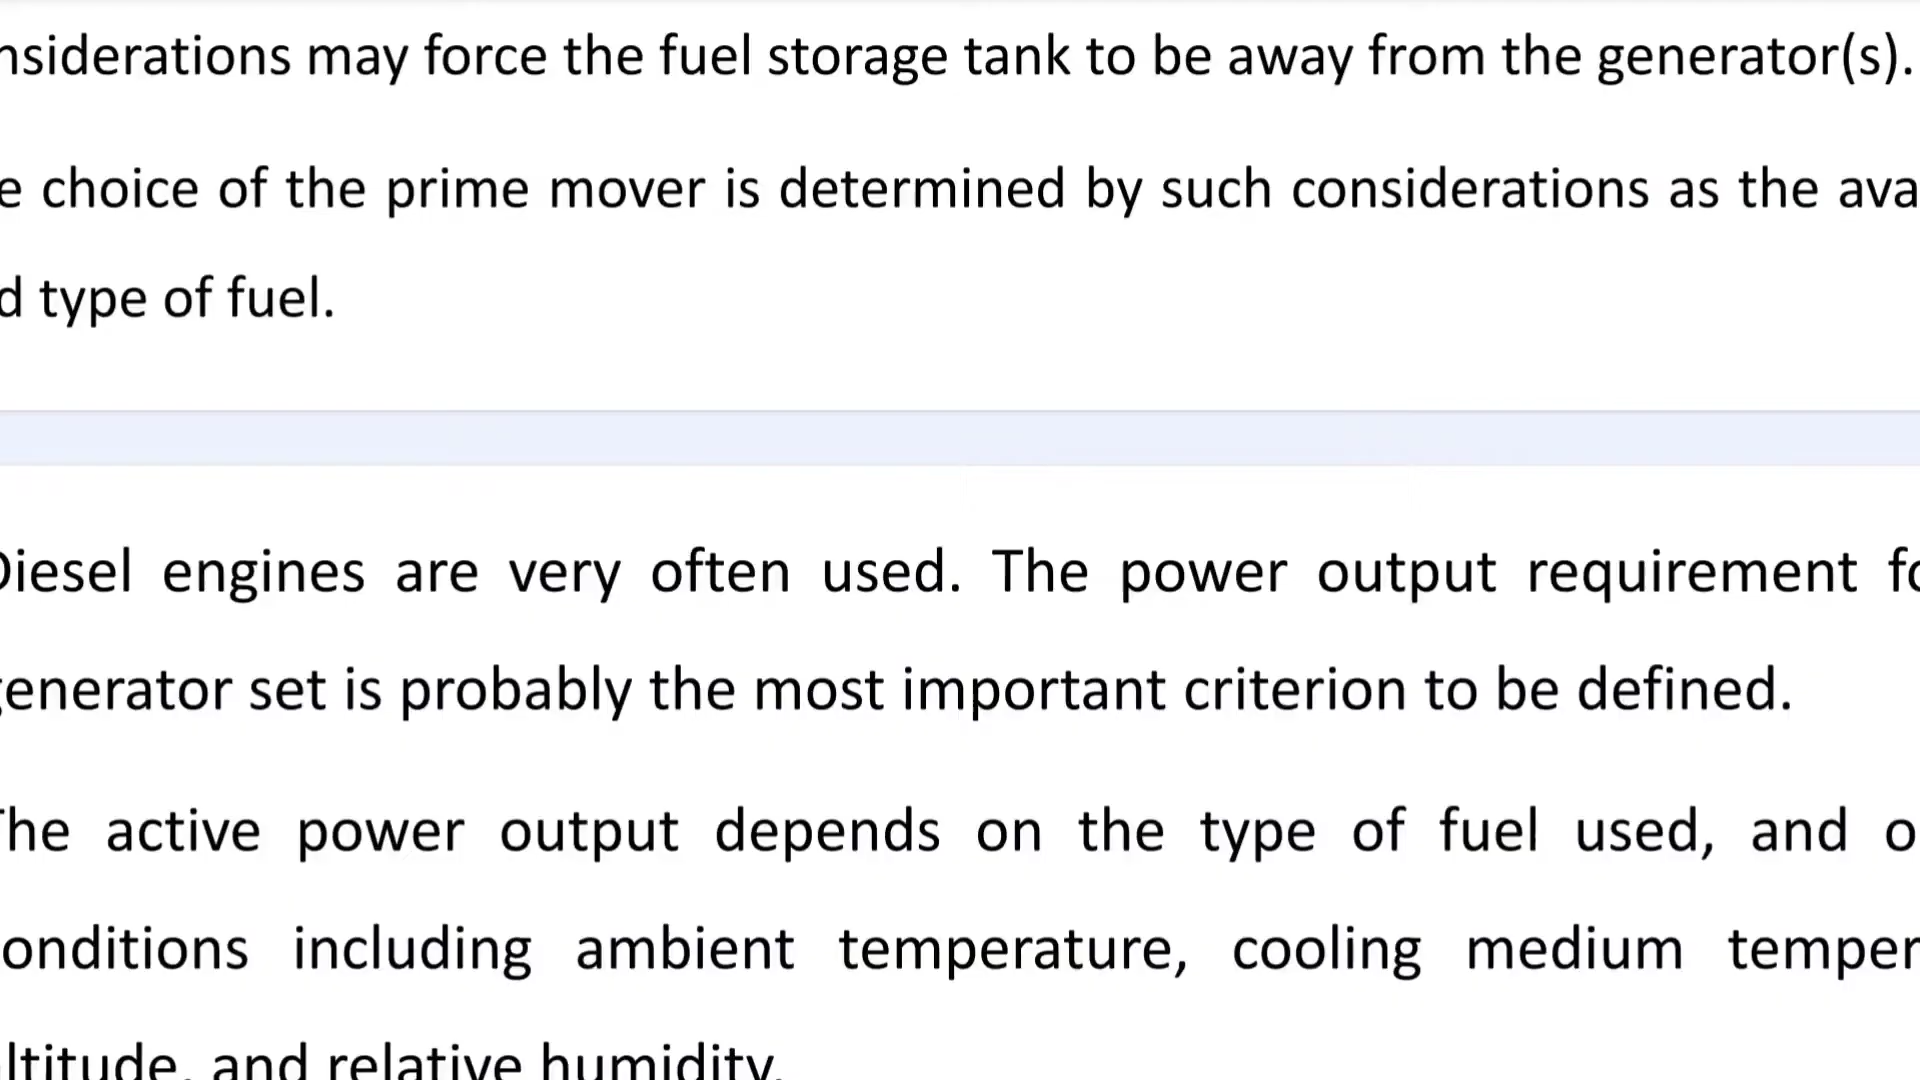 nsiderations may force the fuel storage tank to be away from the generator(s).
e choice of the prime mover is determined by such considerations as the ava
d type of fuel.
Diesel engines are very often used. The power output requirement fo
generator set is probably the most important criterion to be defined.
The active power output depends on the type of fuel used, and o
onditions including ambient temperature, cooling medium temper
ltitude, and relative humidity.